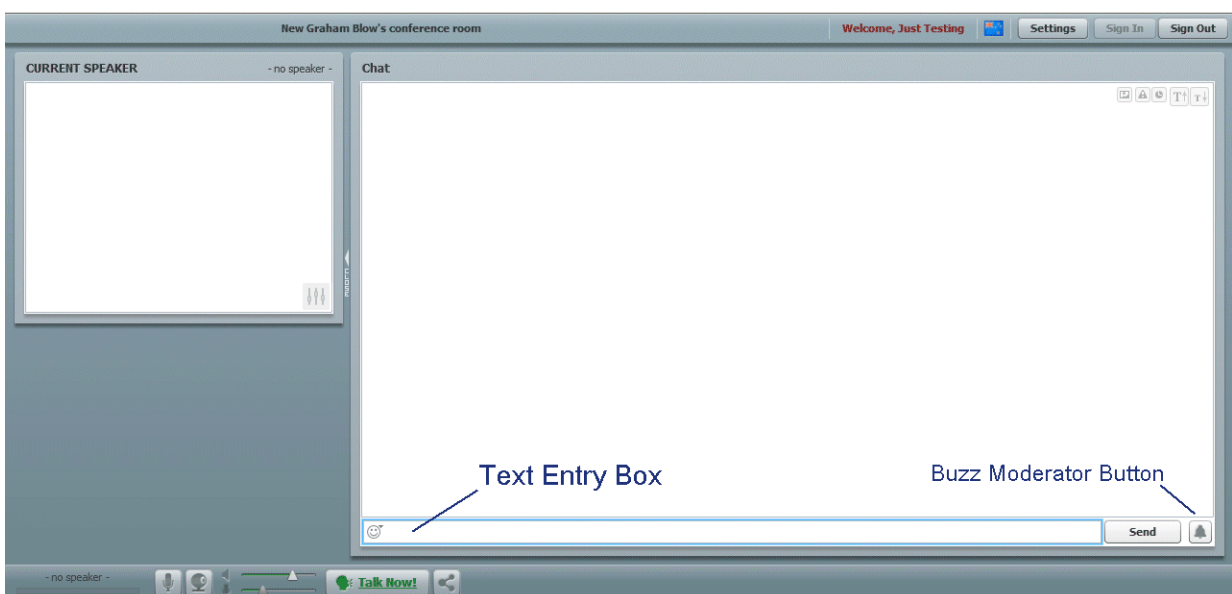 New Graham Blow's conference room
Welcome, Just Testing
Settings
Sign In
Sign Out
CURRENT SPEAKER
- no speaker -
Chat
T↑
T↓
CLOSE
Text Entry Box
Buzz Moderator Button
Send
- no speaker -
Talk Now!